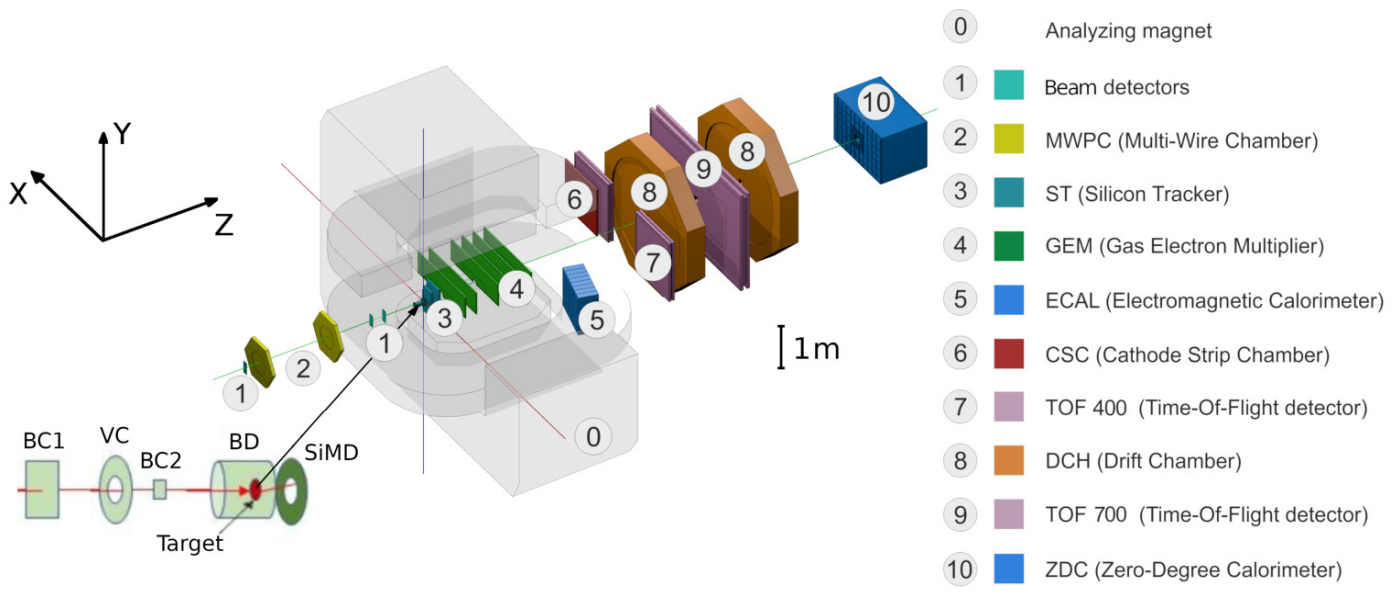 Y
X
Z
0
1
2
3
4
5
6
7
8
9
8
10
1
1m
BC1
VC
BC2
BD
SiMD
Target
0 Analyzing magnet
1 Beam detectors
2 MWPC (Multi-Wire Chamber)
3 ST (Silicon Tracker)
4 GEM (Gas Electron Multiplier)
5 ECAL (Electromagnetic Calorimeter)
6 CSC (Cathode Strip Chamber)
7 TOF 400 (Time-Of-Flight detector)
8 DCH (Drift Chamber)
9 TOF 700 (Time-Of-Flight detector)
10 ZDC (Zero-Degree Calorimeter)